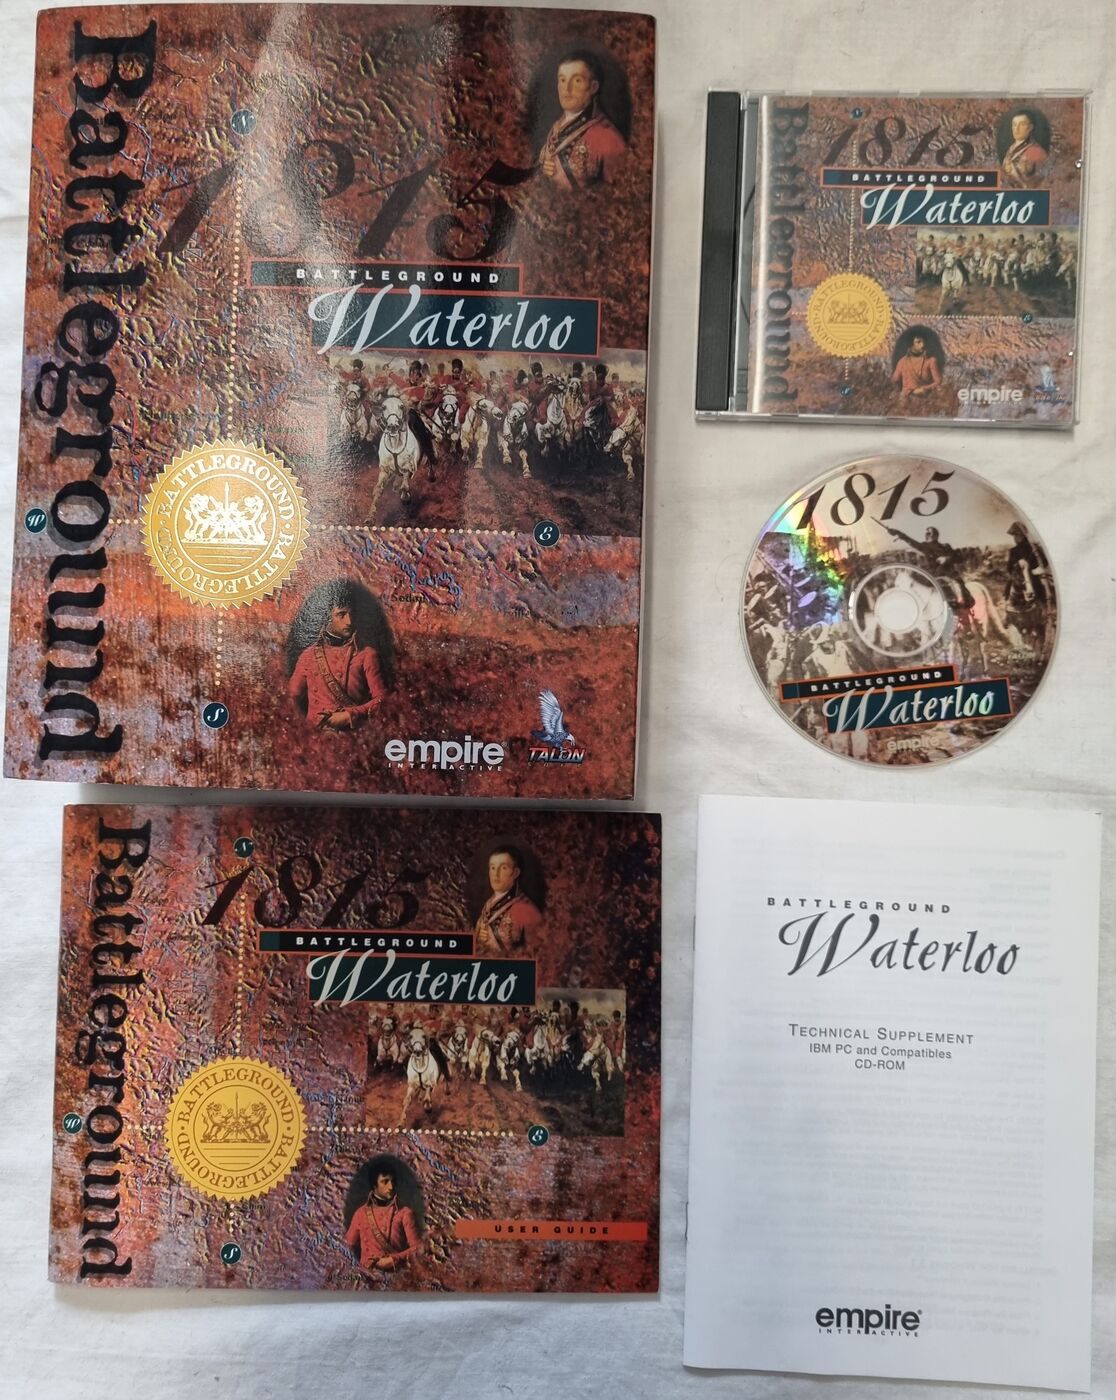 Battleground
1815
BATTLEGROUND
Waterloo
BATTLEGROUND · BATTLEGROUND ·
N
W
E
S
Sedan
empire
INTERACTIVE
TALON
Battleground
1815
BATTLEGROUND
Waterloo
BATTLEGROUND · BATTLEGROUND ·
E
S
empire
1815
BATTLEGROUND
Waterloo
empire
Battleground
1815
BATTLEGROUND
Waterloo
BATTLEGROUND · BATTLEGROUND ·
N
W
E
S
Sedan
USER GUIDE
BATTLEGROUND
Waterloo
TECHNICAL SUPPLEMENT
IBM PC and Compatibles
CD-ROM
empire
INTERACTIVE